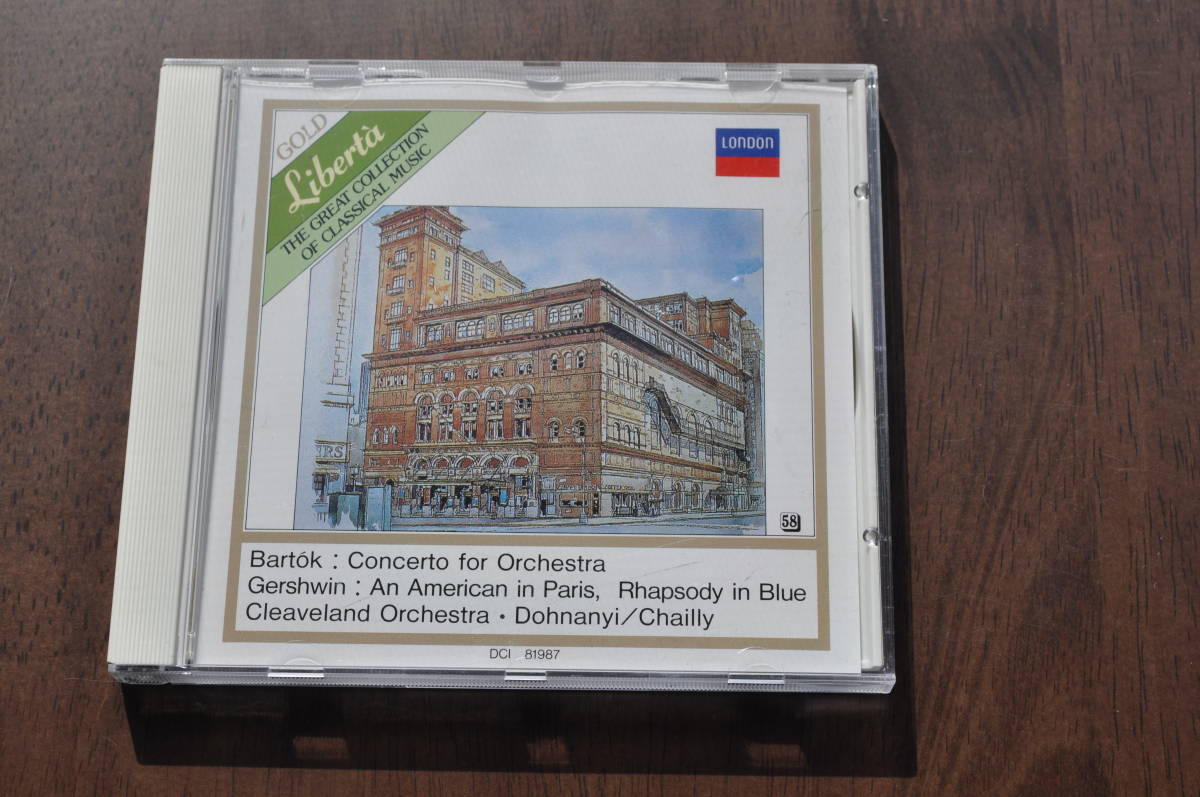 GOLD
Libertà
THE GREAT COLLECTION
OF CLASSICAL MUSIC
LONDON
IRS
58
Bartók : Concerto for Orchestra
Gershwin : An American in Paris, Rhapsody in Blue
Cleaveland Orchestra • Dohnanyi/Chailly
DCI 81987